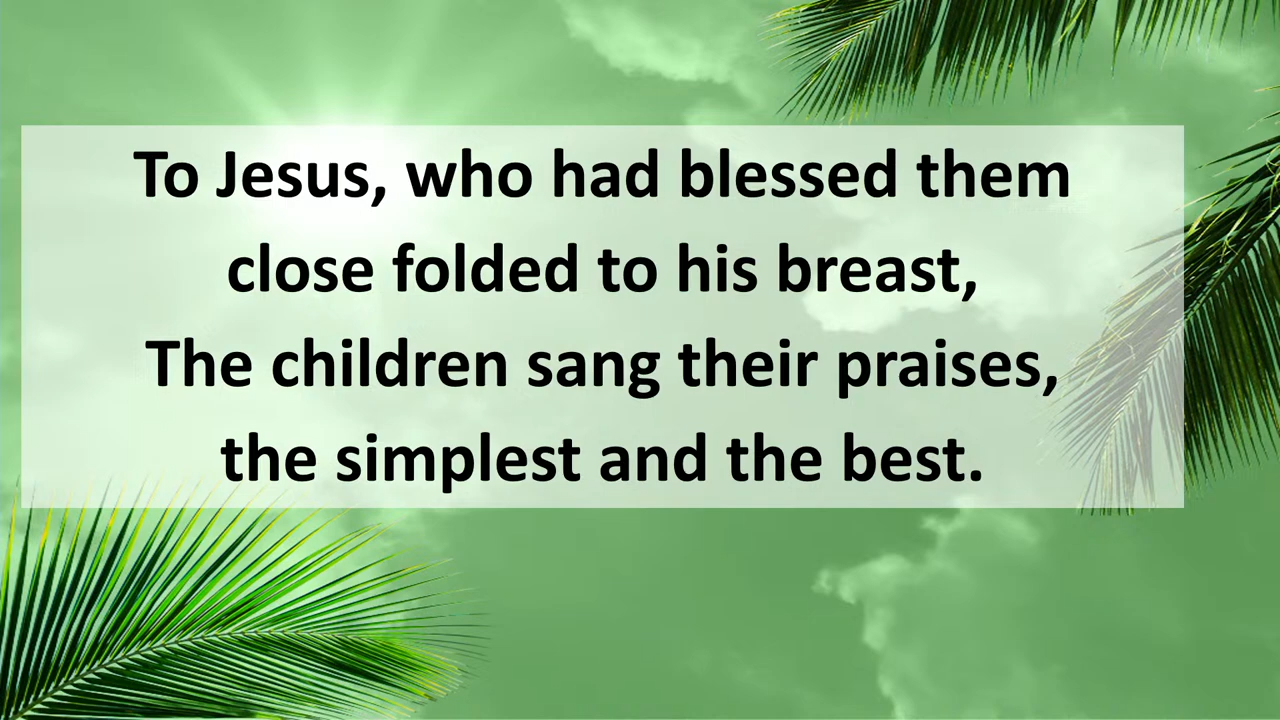 To Jesus, who had blessed them
close folded to his breast,
The children sang their praises,
the simplest and the best.